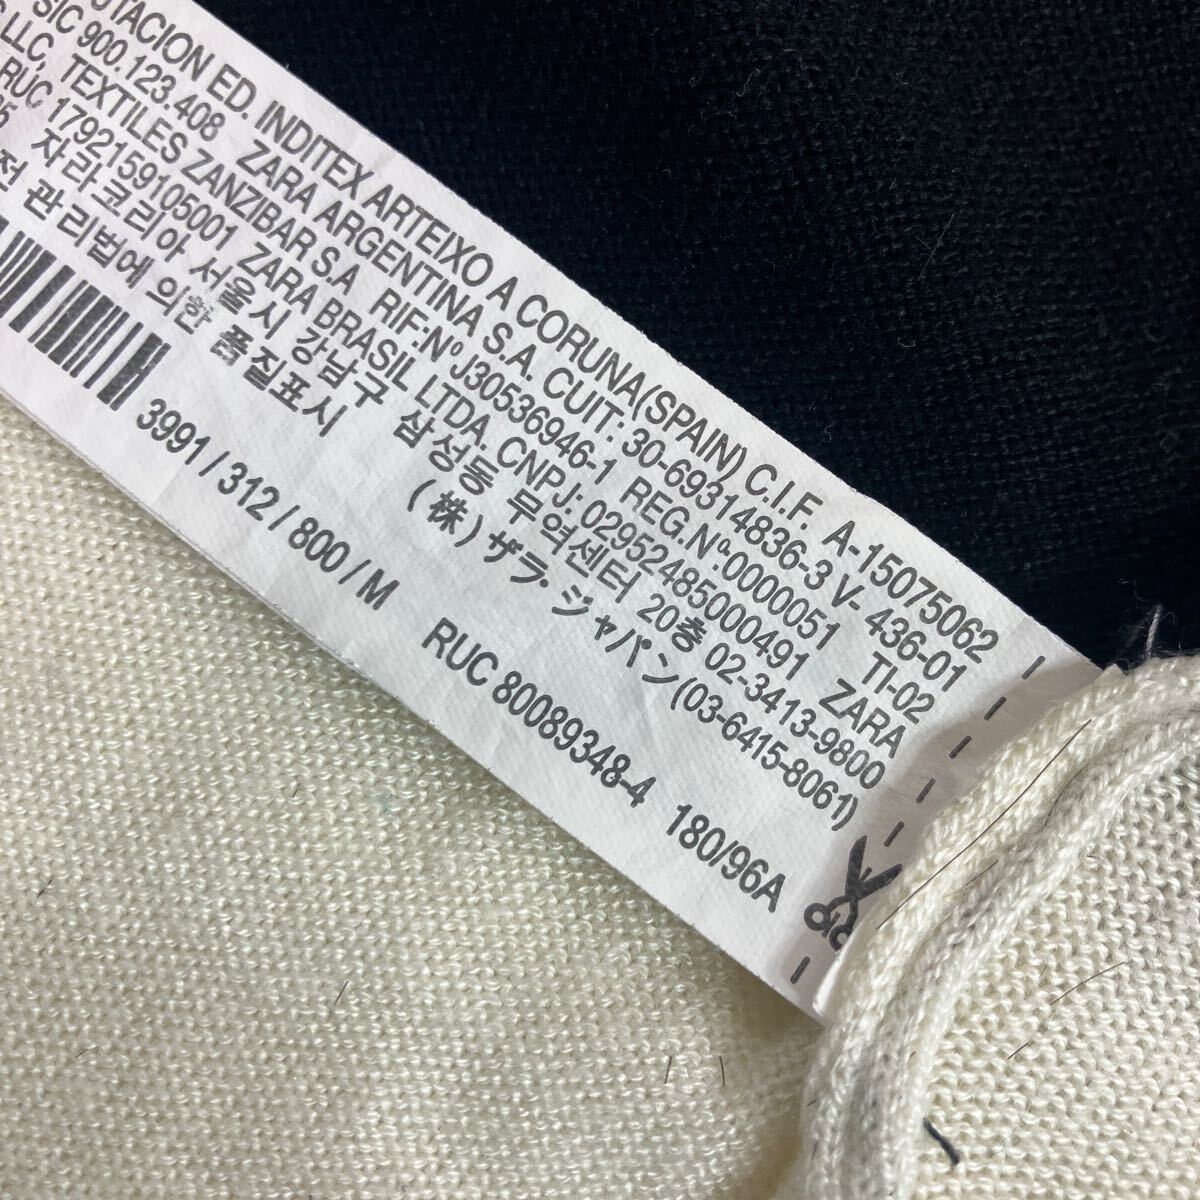 ED. INDITEX ARTEIXO A CORUNA(SPAIN) C.I.F. A-15075062
SIC 900.123.408 ZARA ARGENTINA S.A. CUIT: 30-69314836-3 V- 436-01
LLC, TEXTILES ZANZIBAR S.A RIF:Nº J30536946-1 REG.Nº:0000051 TI-02
RUC 1792159105001 ZARA BRASIL LTDA. CNPJ: 02952485000491 ZARA
자라코리아 서울시 강남구 삼성동 무역센터 20층 02-3413-9800
관리법에 의한 품질표시 (株)ザラ・ジャパン(03-6415-8061)
3991 / 312 / 800 / M RUC 80089348-4 180/96A